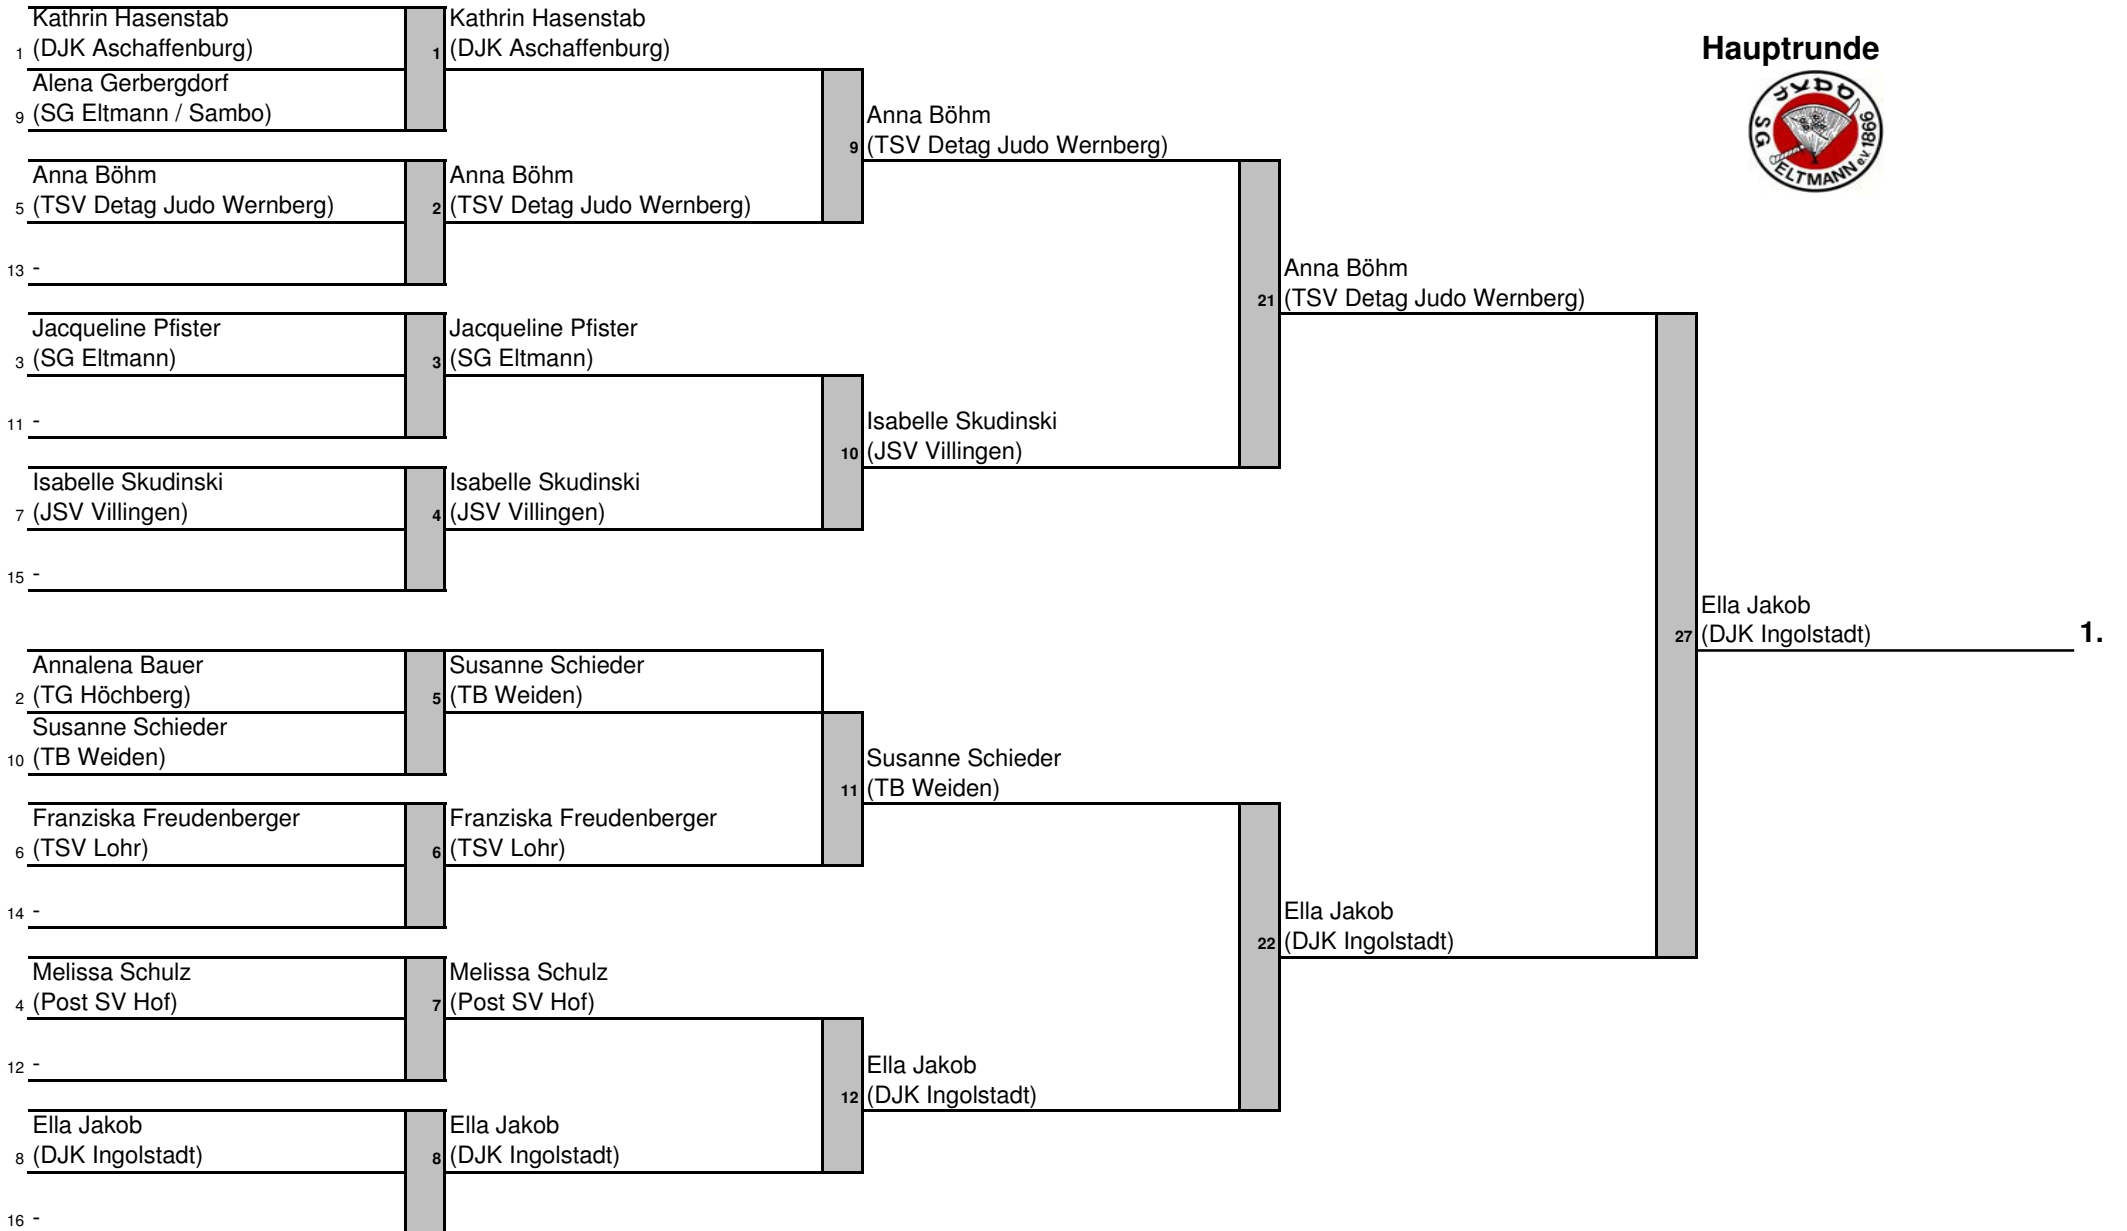 Hauptrunde
JUDO
SG ELTMANN e.V. 1866
Kathrin Hasenstab
1 (DJK Aschaffenburg)
Alena Gerbergdorf
9 (SG Eltmann / Sambo)
Anna Böhm
5 (TSV Detag Judo Wernberg)
13 -
Jacqueline Pfister
3 (SG Eltmann)
11 -
Isabelle Skudinski
7 (JSV Villingen)
15 -
Annalena Bauer
2 (TG Höchberg)
Susanne Schieder
10 (TB Weiden)
Franziska Freudenberger
6 (TSV Lohr)
14 -
Melissa Schulz
4 (Post SV Hof)
12 -
Ella Jakob
8 (DJK Ingolstadt)
16 -
Kathrin Hasenstab
1 (DJK Aschaffenburg)
Anna Böhm
2 (TSV Detag Judo Wernberg)
Jacqueline Pfister
3 (SG Eltmann)
Isabelle Skudinski
4 (JSV Villingen)
Susanne Schieder
5 (TB Weiden)
Franziska Freudenberger
6 (TSV Lohr)
Melissa Schulz
7 (Post SV Hof)
Ella Jakob
8 (DJK Ingolstadt)
Anna Böhm
9 (TSV Detag Judo Wernberg)
Isabelle Skudinski
10 (JSV Villingen)
Susanne Schieder
11 (TB Weiden)
Ella Jakob
12 (DJK Ingolstadt)
Anna Böhm
21 (TSV Detag Judo Wernberg)
Ella Jakob
22 (DJK Ingolstadt)
Ella Jakob
27 (DJK Ingolstadt) 1.